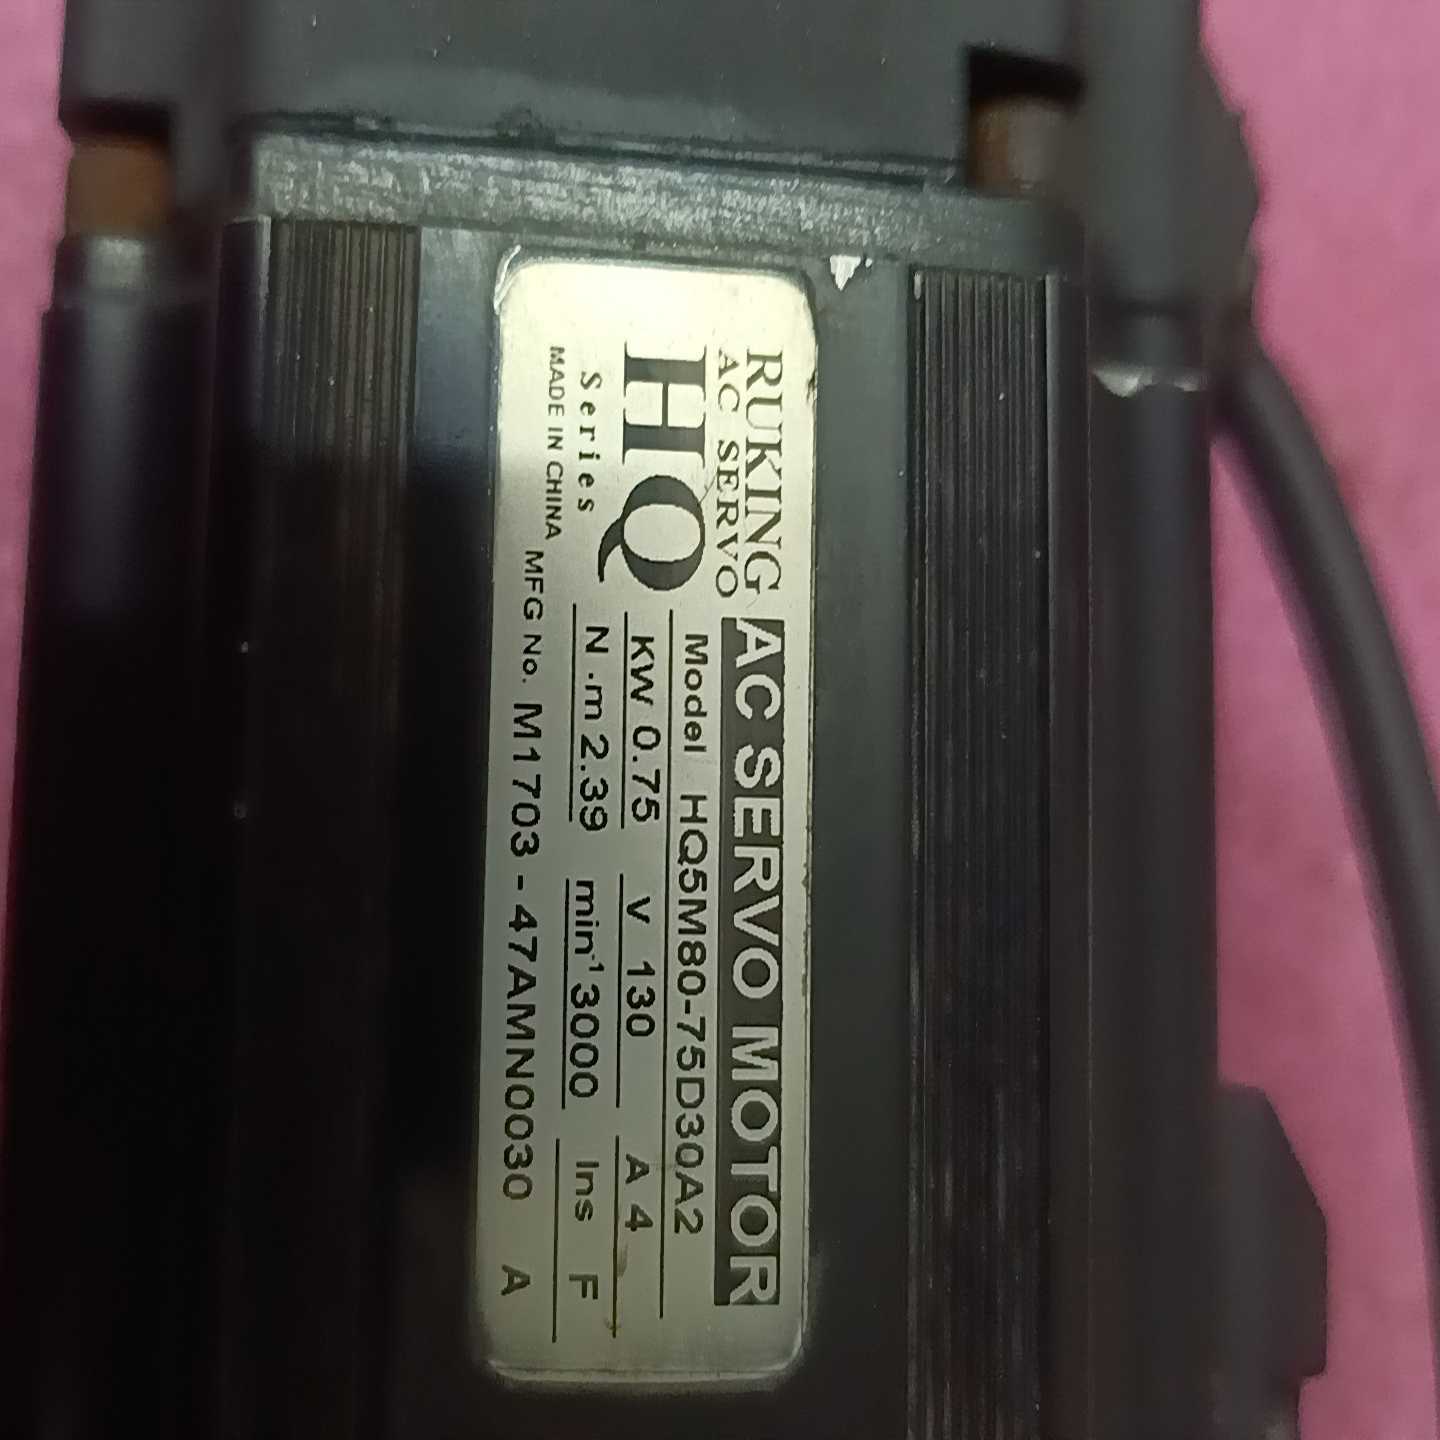 RUKING
AC SERVO
AC SERVO MOTOR
HQ
Series
MADE IN CHINA
Model HQ5M80-75D30A2
KW 0.75 V 130 A 4
N.m 2.39 min⁻¹ 3000 Ins F
MFG No. M1703-47AMN0030 A